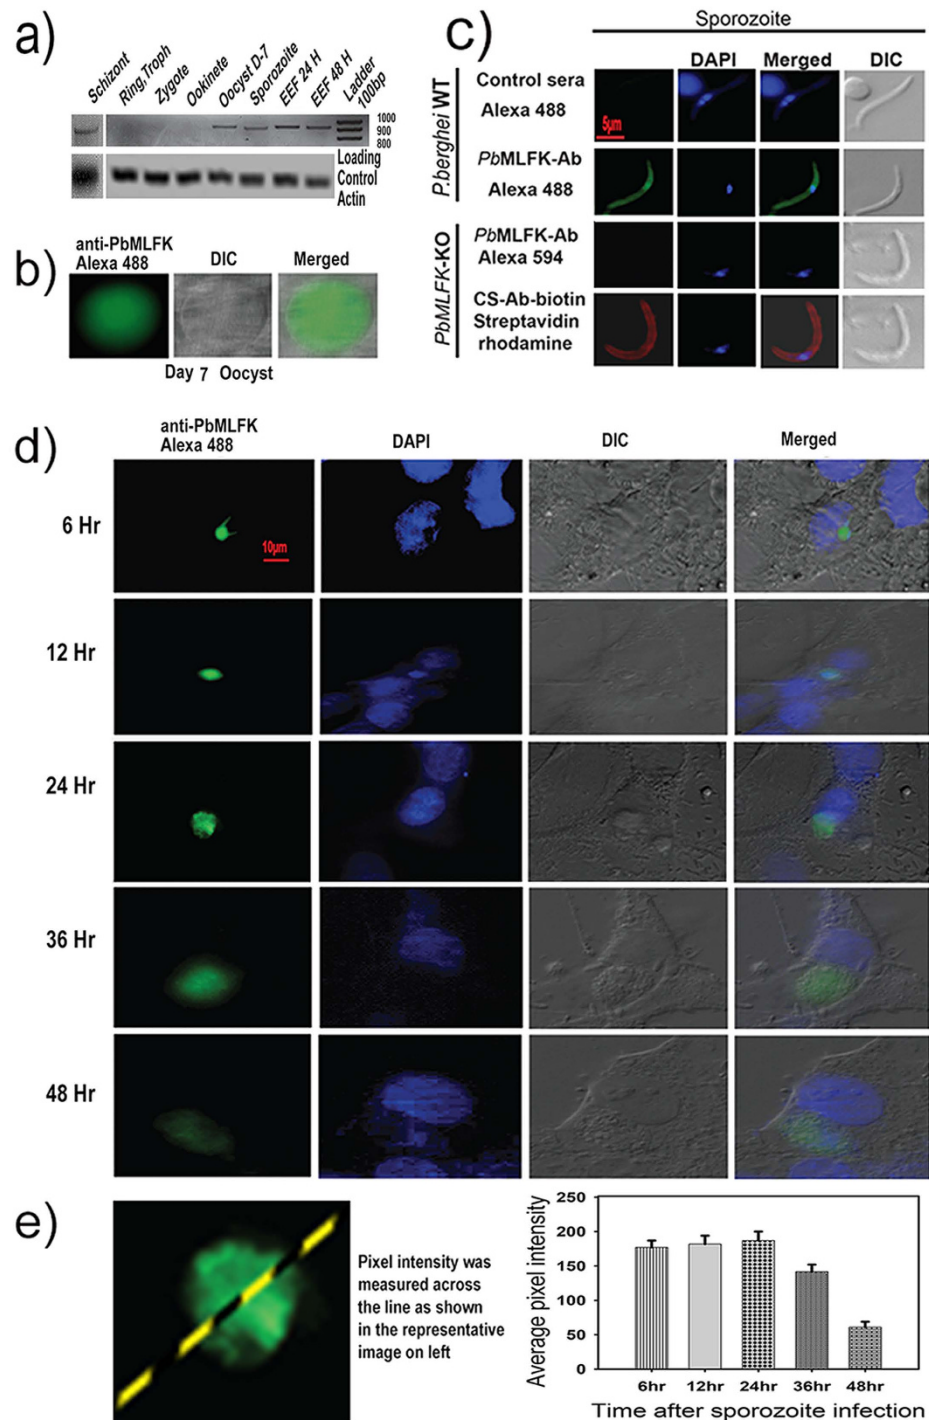 a)
Schizont
Ring,Troph
Zygote
Ookinete
Oocyst D-7
Sporozoite
EEF 24 H
EEF 48 H
Ladder
100bp
1000
900
800
Loading
Control
Actin
b)
anti-PbMLFK
Alexa 488
DIC
Merged
Day 7 Oocyst
c)
Sporozoite
DAPI
Merged
DIC
P.berghei WT
Control sera
Alexa 488
5µm
PbMLFK-Ab
Alexa 488
PbMLFK-KO
PbMLFK-Ab
Alexa 594
CS-Ab-biotin
Streptavidin
rhodamine
d)
anti-PbMLFK
Alexa 488
DAPI
DIC
Merged
6 Hr
10µm
12 Hr
24 Hr
36 Hr
48 Hr
e)
Pixel intensity was
measured across
the line as shown
in the representative
image on left
Average pixel intensity
250
200
150
100
50
0
6hr 12hr 24hr 36hr 48hr
Time after sporozoite infection